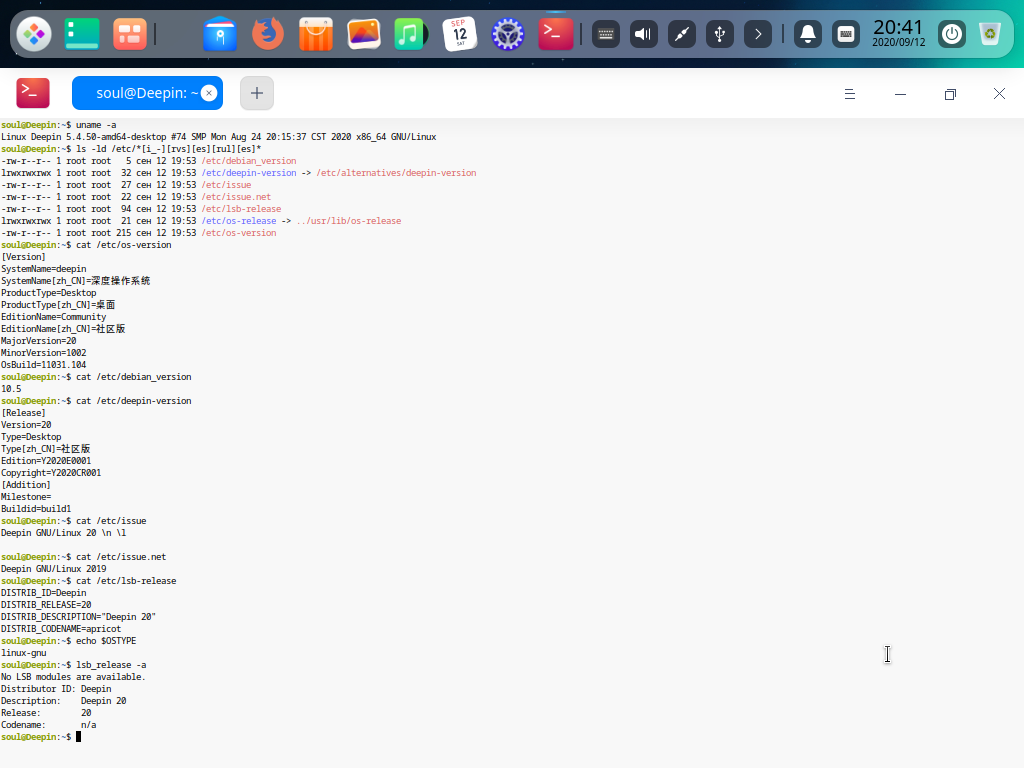 SEP
12
SAT
20:41
2020/09/12
soul@Deepin: ~
soul@Deepin:~$ uname -a
Linux Deepin 5.4.50-amd64-desktop #74 SMP Mon Aug 24 20:15:37 CST 2020 x86_64 GNU/Linux
soul@Deepin:~$ ls -ld /etc/*[i_-][rvs][es][rul][es]*
-rw-r--r-- 1 root root   5 сен 12 19:53 /etc/debian_version
lrwxrwxrwx 1 root root  32 сен 12 19:53 /etc/deepin-version -> /etc/alternatives/deepin-version
-rw-r--r-- 1 root root  27 сен 12 19:53 /etc/issue
-rw-r--r-- 1 root root  22 сен 12 19:53 /etc/issue.net
-rw-r--r-- 1 root root  94 сен 12 19:53 /etc/lsb-release
lrwxrwxrwx 1 root root  21 сен 12 19:53 /etc/os-release -> ../usr/lib/os-release
-rw-r--r-- 1 root root 215 сен 12 19:53 /etc/os-version
soul@Deepin:~$ cat /etc/os-version
[Version]
SystemName=deepin
SystemName[zh_CN]=深度操作系统
ProductType=Desktop
ProductType[zh_CN]=桌面
EditionName=Community
EditionName[zh_CN]=社区版
MajorVersion=20
MinorVersion=1002
OsBuild=11031.104
soul@Deepin:~$ cat /etc/debian_version
10.5
soul@Deepin:~$ cat /etc/deepin-version
[Release]
Version=20
Type=Desktop
Type[zh_CN]=社区版
Edition=Y2020E0001
Copyright=Y2020CR001
[Addition]
Milestone=
Buildid=build1
soul@Deepin:~$ cat /etc/issue
Deepin GNU/Linux 20 \n \l
soul@Deepin:~$ cat /etc/issue.net
Deepin GNU/Linux 2019
soul@Deepin:~$ cat /etc/lsb-release
DISTRIB_ID=Deepin
DISTRIB_RELEASE=20
DISTRIB_DESCRIPTION="Deepin 20"
DISTRIB_CODENAME=apricot
soul@Deepin:~$ echo $OSTYPE
linux-gnu
soul@Deepin:~$ lsb_release -a
No LSB modules are available.
Distributor ID: Deepin
Description:    Deepin 20
Release:        20
Codename:       n/a
soul@Deepin:~$